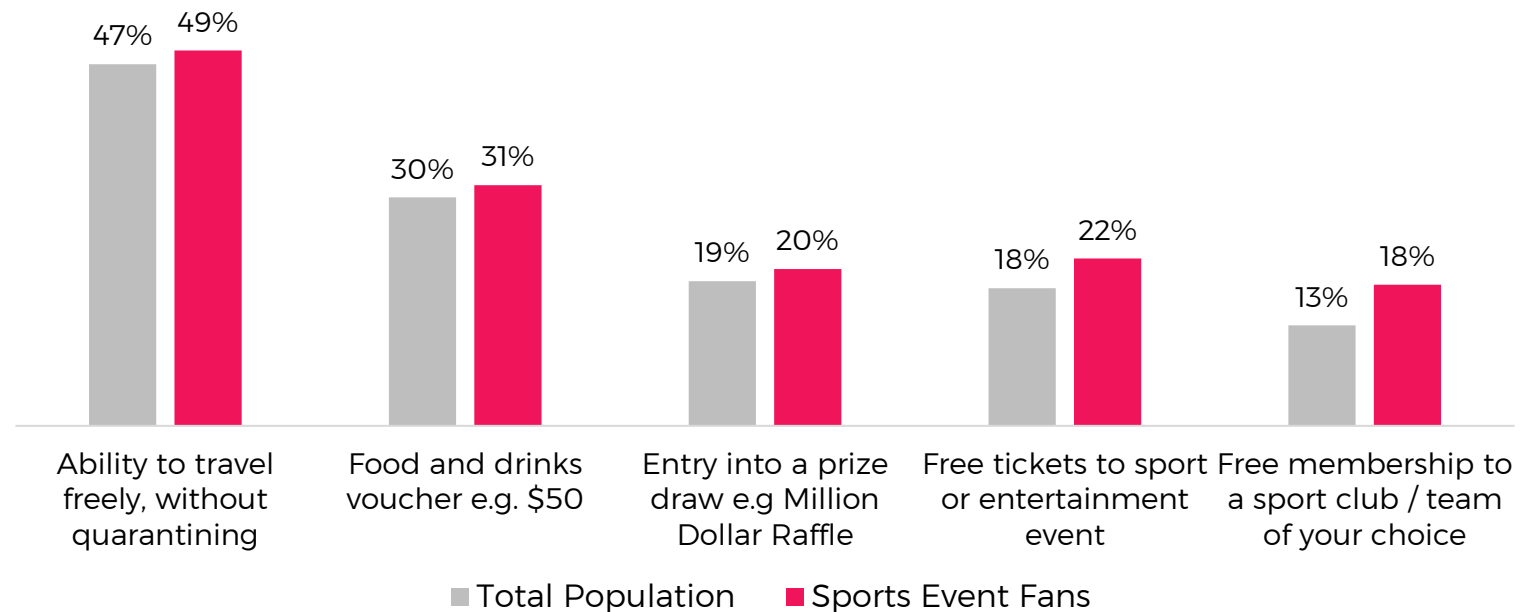 47%
49%
30%
31%
19%
20%
18%
22%
13%
18%
Ability to travel
freely, without
quarantining
Food and drinks
voucher e.g. $50
Entry into a prize
draw e.g Million
Dollar Raffle
Free tickets to sport
or entertainment
event
Free membership to
a sport club / team
of your choice
Total Population
Sports Event Fans